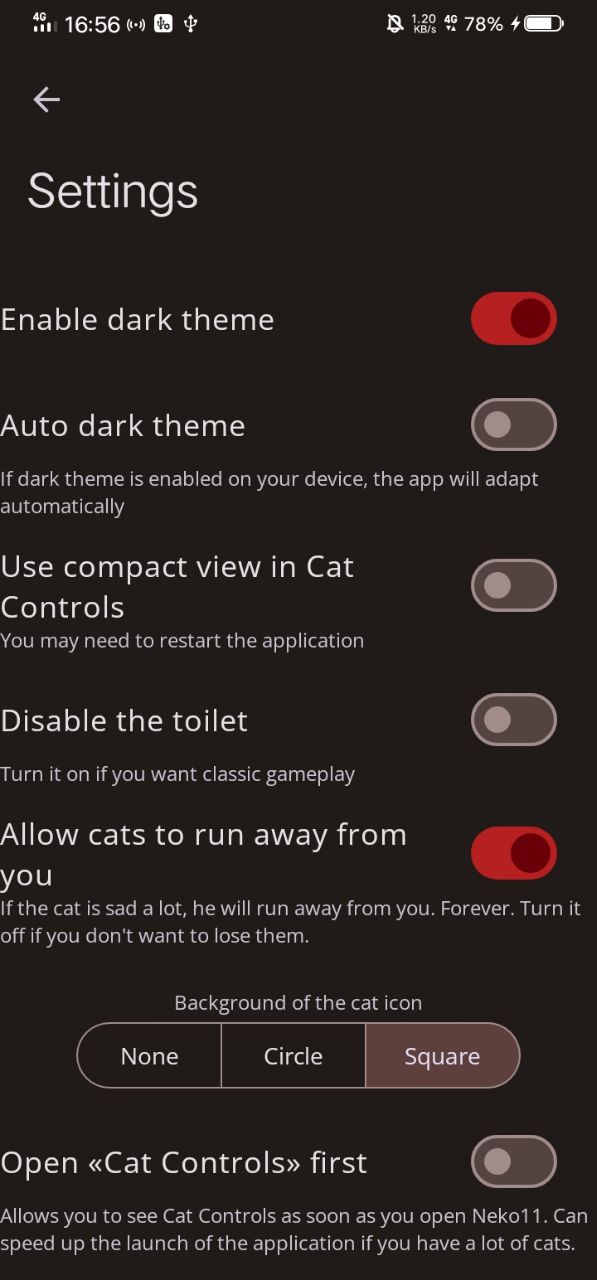 4G 16:56 1.20 KB/s 4G 78%
Settings
Enable dark theme
Auto dark theme
If dark theme is enabled on your device, the app will adapt
automatically
Use compact view in Cat
Controls
You may need to restart the application
Disable the toilet
Turn it on if you want classic gameplay
Allow cats to run away from
you
If the cat is sad a lot, he will run away from you. Forever. Turn it
off if you don't want to lose them.
Background of the cat icon
None Circle Square
Open «Cat Controls» first
Allows you to see Cat Controls as soon as you open Neko11. Can
speed up the launch of the application if you have a lot of cats.